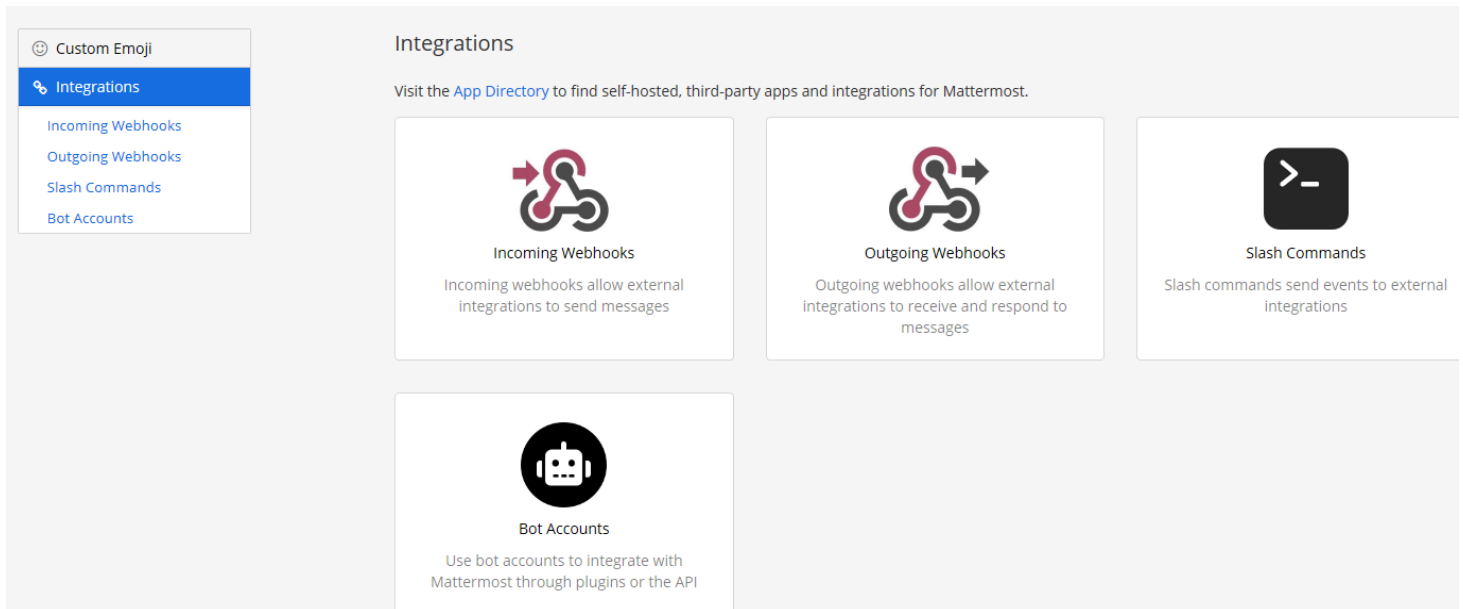 Custom Emoji
Integrations
Incoming Webhooks
Outgoing Webhooks
Slash Commands
Bot Accounts
Integrations
Visit the App Directory to find self-hosted, third-party apps and integrations for Mattermost.
Incoming Webhooks
Incoming webhooks allow external
integrations to send messages
Outgoing Webhooks
Outgoing webhooks allow external
integrations to receive and respond to
messages
Slash Commands
Slash commands send events to external
integrations
Bot Accounts
Use bot accounts to integrate with
Mattermost through plugins or the API